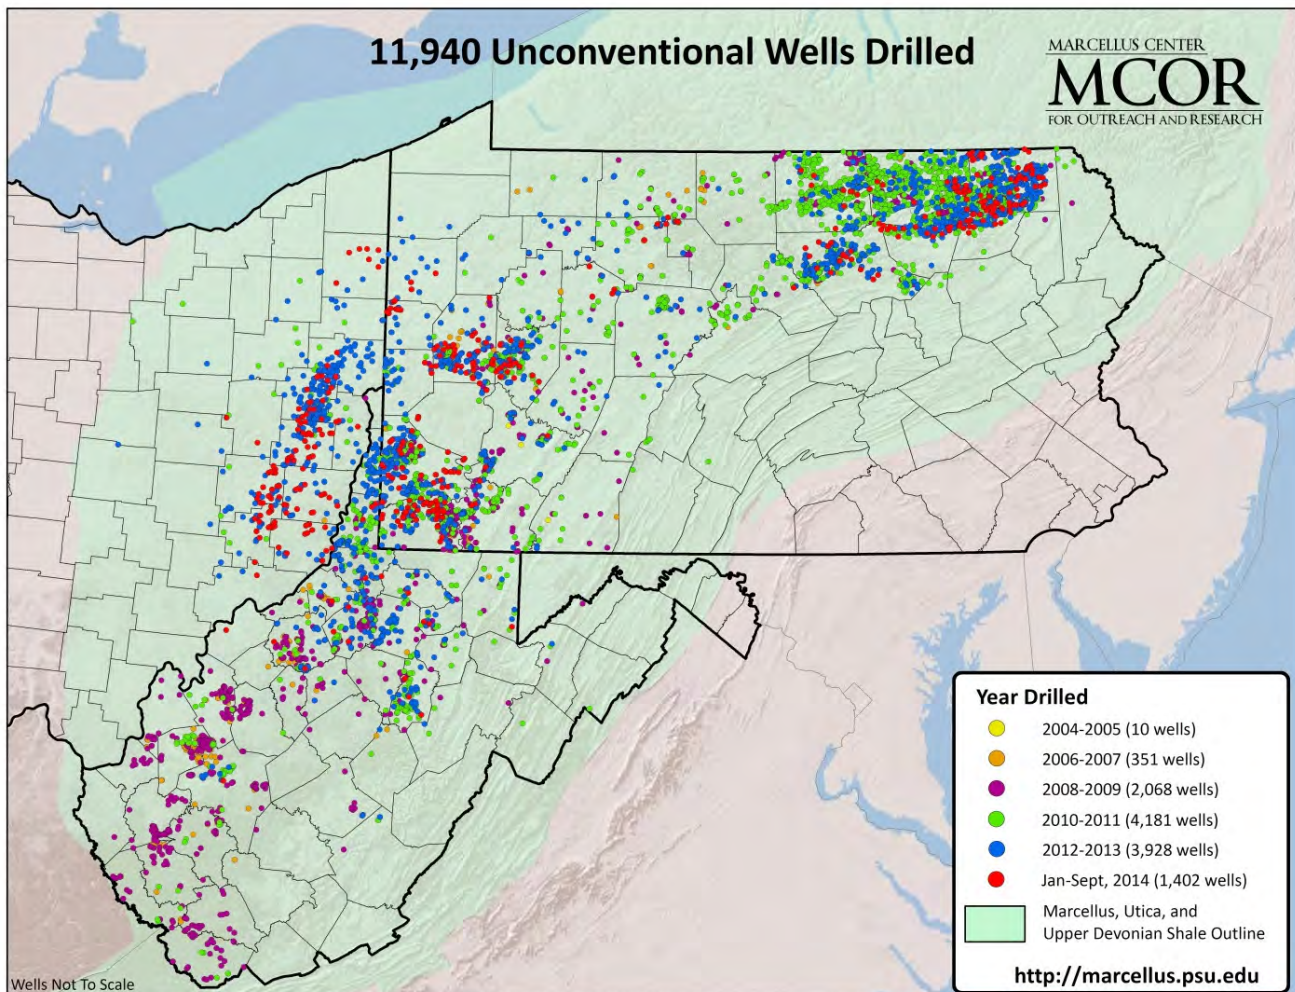 11,940 Unconventional Wells Drilled
MARCELLUS CENTER
MCOR
FOR OUTREACH AND RESEARCH
Year Drilled
2004-2005 (10 wells)
2006-2007 (351 wells)
2008-2009 (2,068 wells)
2010-2011 (4,181 wells)
2012-2013 (3,928 wells)
Jan-Sept, 2014 (1,402 wells)
Marcellus, Utica, and
Upper Devonian Shale Outline
http://marcellus.psu.edu
Wells Not To Scale